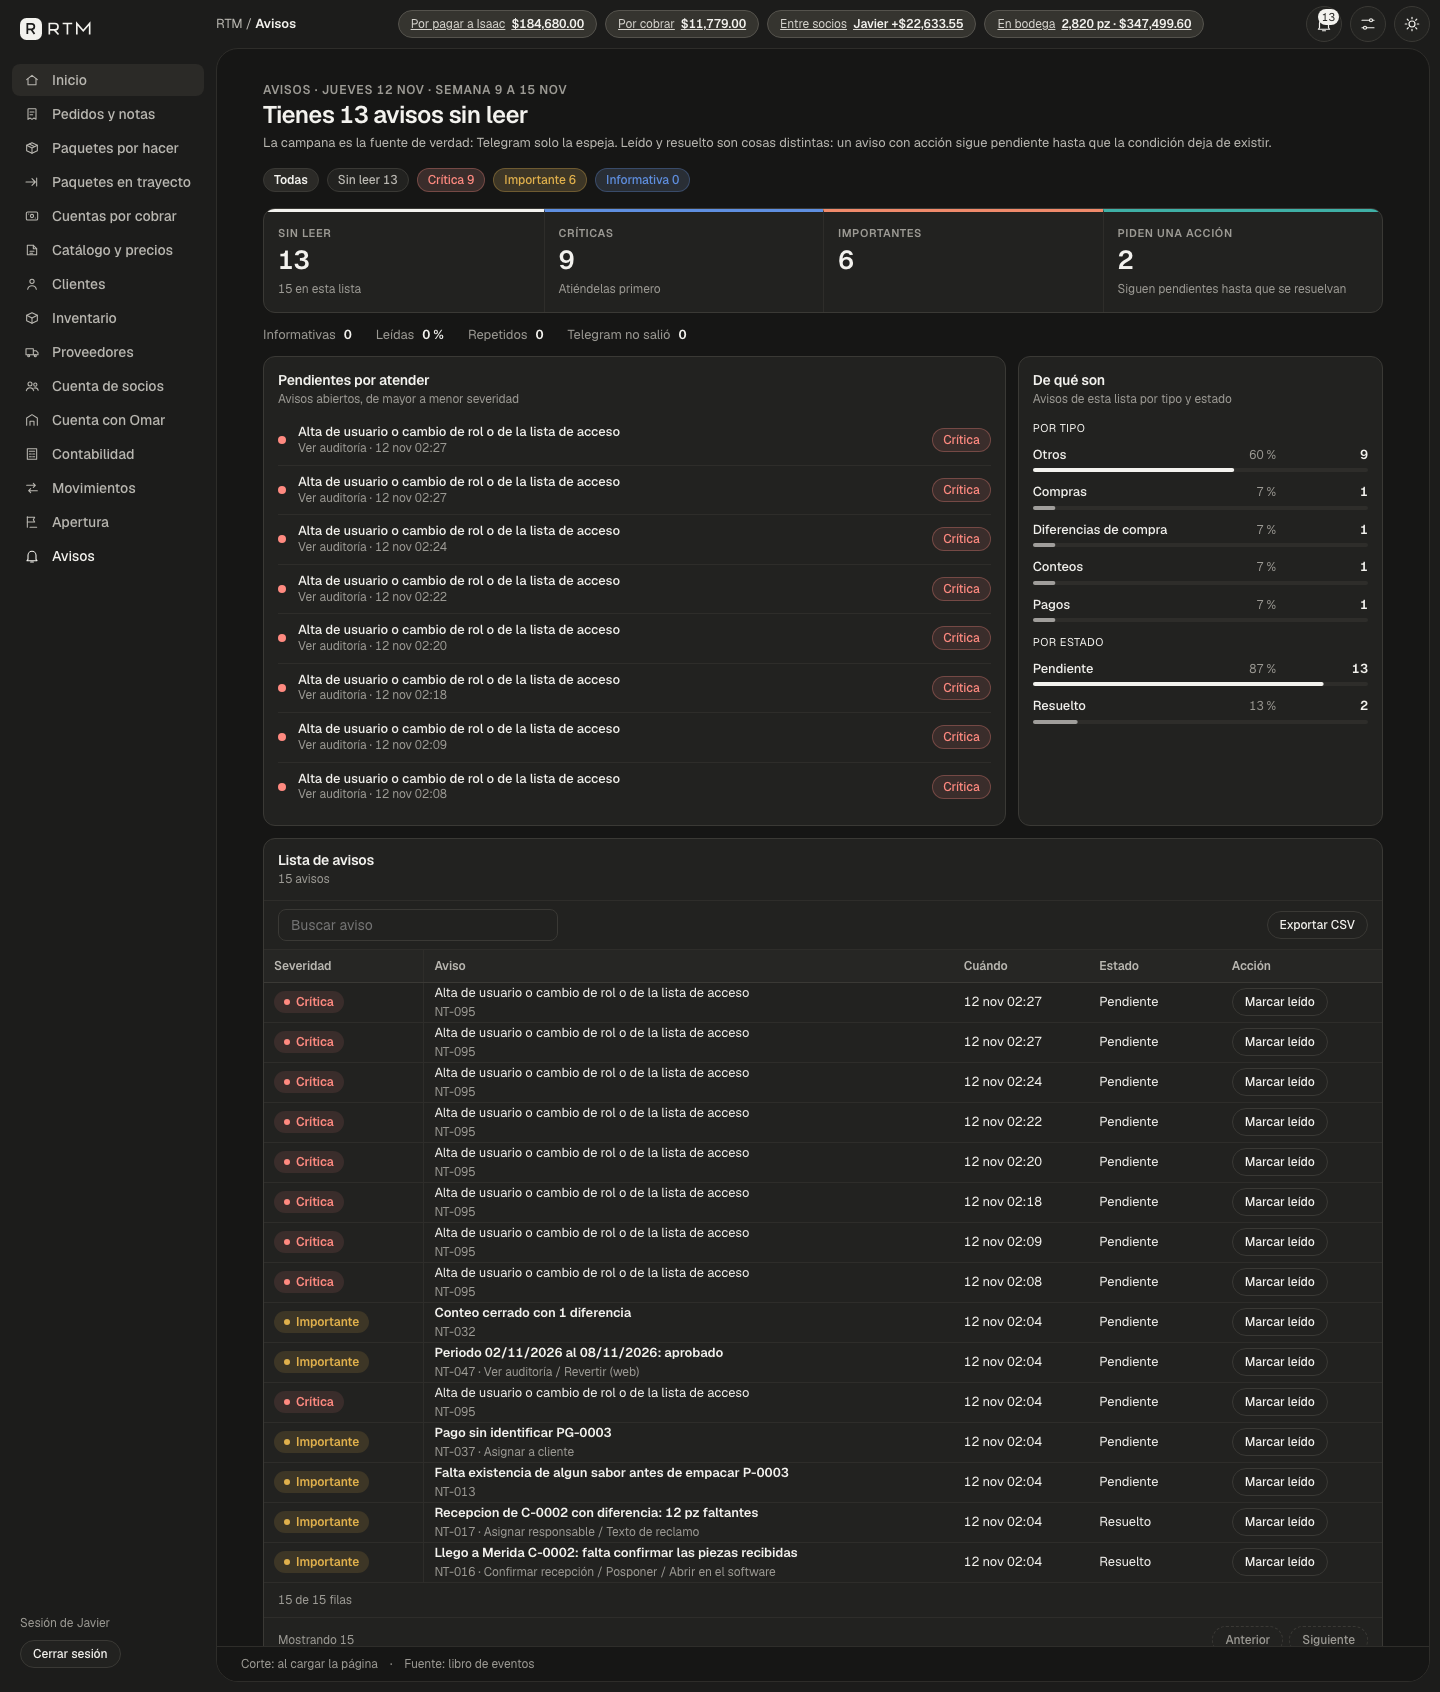 R RTM
RTM / Avisos
Por pagar a Isaac $184,680.00
Por cobrar $11,779.00
Entre socios Javier +$22,633.55
En bodega 2,820 pz · $347,499.60
13
Inicio
Pedidos y notas
Paquetes por hacer
Paquetes en trayecto
Cuentas por cobrar
Catálogo y precios
Clientes
Inventario
Proveedores
Cuenta de socios
Cuenta con Omar
Contabilidad
Movimientos
Apertura
Avisos
Sesión de Javier
Cerrar sesión
AVISOS · JUEVES 12 NOV · SEMANA 9 A 15 NOV
Tienes 13 avisos sin leer
La campana es la fuente de verdad: Telegram solo la espeja. Leído y resuelto son cosas distintas: un aviso con acción sigue pendiente hasta que la condición deja de existir.
Todas Sin leer 13 Crítica 9 Importante 6 Informativa 0
SIN LEER
13
15 en esta lista
CRÍTICAS
9
Atiéndelas primero
IMPORTANTES
6
PIDEN UNA ACCIÓN
2
Siguen pendientes hasta que se resuelvan
Informativas 0 Leídas 0 % Repetidos 0 Telegram no salió 0
Pendientes por atender
Avisos abiertos, de mayor a menor severidad
Alta de usuario o cambio de rol o de la lista de acceso
Ver auditoría · 12 nov 02:27
Crítica
Alta de usuario o cambio de rol o de la lista de acceso
Ver auditoría · 12 nov 02:27
Crítica
Alta de usuario o cambio de rol o de la lista de acceso
Ver auditoría · 12 nov 02:24
Crítica
Alta de usuario o cambio de rol o de la lista de acceso
Ver auditoría · 12 nov 02:22
Crítica
Alta de usuario o cambio de rol o de la lista de acceso
Ver auditoría · 12 nov 02:20
Crítica
Alta de usuario o cambio de rol o de la lista de acceso
Ver auditoría · 12 nov 02:18
Crítica
Alta de usuario o cambio de rol o de la lista de acceso
Ver auditoría · 12 nov 02:09
Crítica
Alta de usuario o cambio de rol o de la lista de acceso
Ver auditoría · 12 nov 02:08
Crítica
De qué son
Avisos de esta lista por tipo y estado
POR TIPO
Otros 60 % 9
Compras 7 % 1
Diferencias de compra 7 % 1
Conteos 7 % 1
Pagos 7 % 1
POR ESTADO
Pendiente 87 % 13
Resuelto 13 % 2
Lista de avisos
15 avisos
Buscar aviso
Exportar CSV
Severidad Aviso Cuándo Estado Acción
Crítica Alta de usuario o cambio de rol o de la lista de acceso 12 nov 02:27 Pendiente Marcar leído
NT-095
Crítica Alta de usuario o cambio de rol o de la lista de acceso 12 nov 02:27 Pendiente Marcar leído
NT-095
Crítica Alta de usuario o cambio de rol o de la lista de acceso 12 nov 02:24 Pendiente Marcar leído
NT-095
Crítica Alta de usuario o cambio de rol o de la lista de acceso 12 nov 02:22 Pendiente Marcar leído
NT-095
Crítica Alta de usuario o cambio de rol o de la lista de acceso 12 nov 02:20 Pendiente Marcar leído
NT-095
Crítica Alta de usuario o cambio de rol o de la lista de acceso 12 nov 02:18 Pendiente Marcar leído
NT-095
Crítica Alta de usuario o cambio de rol o de la lista de acceso 12 nov 02:09 Pendiente Marcar leído
NT-095
Crítica Alta de usuario o cambio de rol o de la lista de acceso 12 nov 02:08 Pendiente Marcar leído
NT-095
Importante Conteo cerrado con 1 diferencia 12 nov 02:04 Pendiente Marcar leído
NT-032
Importante Periodo 02/11/2026 al 08/11/2026: aprobado 12 nov 02:04 Pendiente Marcar leído
NT-047 · Ver auditoría / Revertir (web)
Crítica Alta de usuario o cambio de rol o de la lista de acceso 12 nov 02:04 Pendiente Marcar leído
NT-095
Importante Pago sin identificar PG-0003 12 nov 02:04 Pendiente Marcar leído
NT-037 · Asignar a cliente
Importante Falta existencia de algun sabor antes de empacar P-0003 12 nov 02:04 Pendiente Marcar leído
NT-013
Importante Recepcion de C-0002 con diferencia: 12 pz faltantes 12 nov 02:04 Resuelto Marcar leído
NT-017 · Asignar responsable / Texto de reclamo
Importante Llego a Merida C-0002: falta confirmar las piezas recibidas 12 nov 02:04 Resuelto Marcar leído
NT-016 · Confirmar recepción / Posponer / Abrir en el software
15 de 15 filas
Mostrando 15 Anterior Siguiente
Corte: al cargar la página · Fuente: libro de eventos